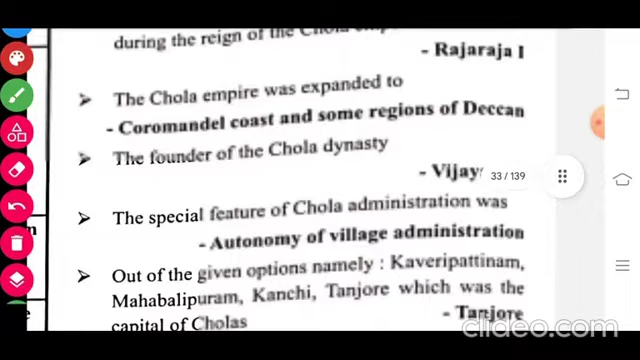 during the reign of the Chola
- Rajaraja I
➤ The Chola empire was expanded to
- Coromandel coast and some regions of Deccan
➤ The founder of the Chola dynasty
- Vijay
33 / 139
➤ The special feature of Chola administration was
- Autonomy of village administration
➤ Out of the given options namely : Kaveripattinam,
Mahabalipuram, Kanchi, Tanjore which was the
capital of Cholas
- Tanjore
clideo.com